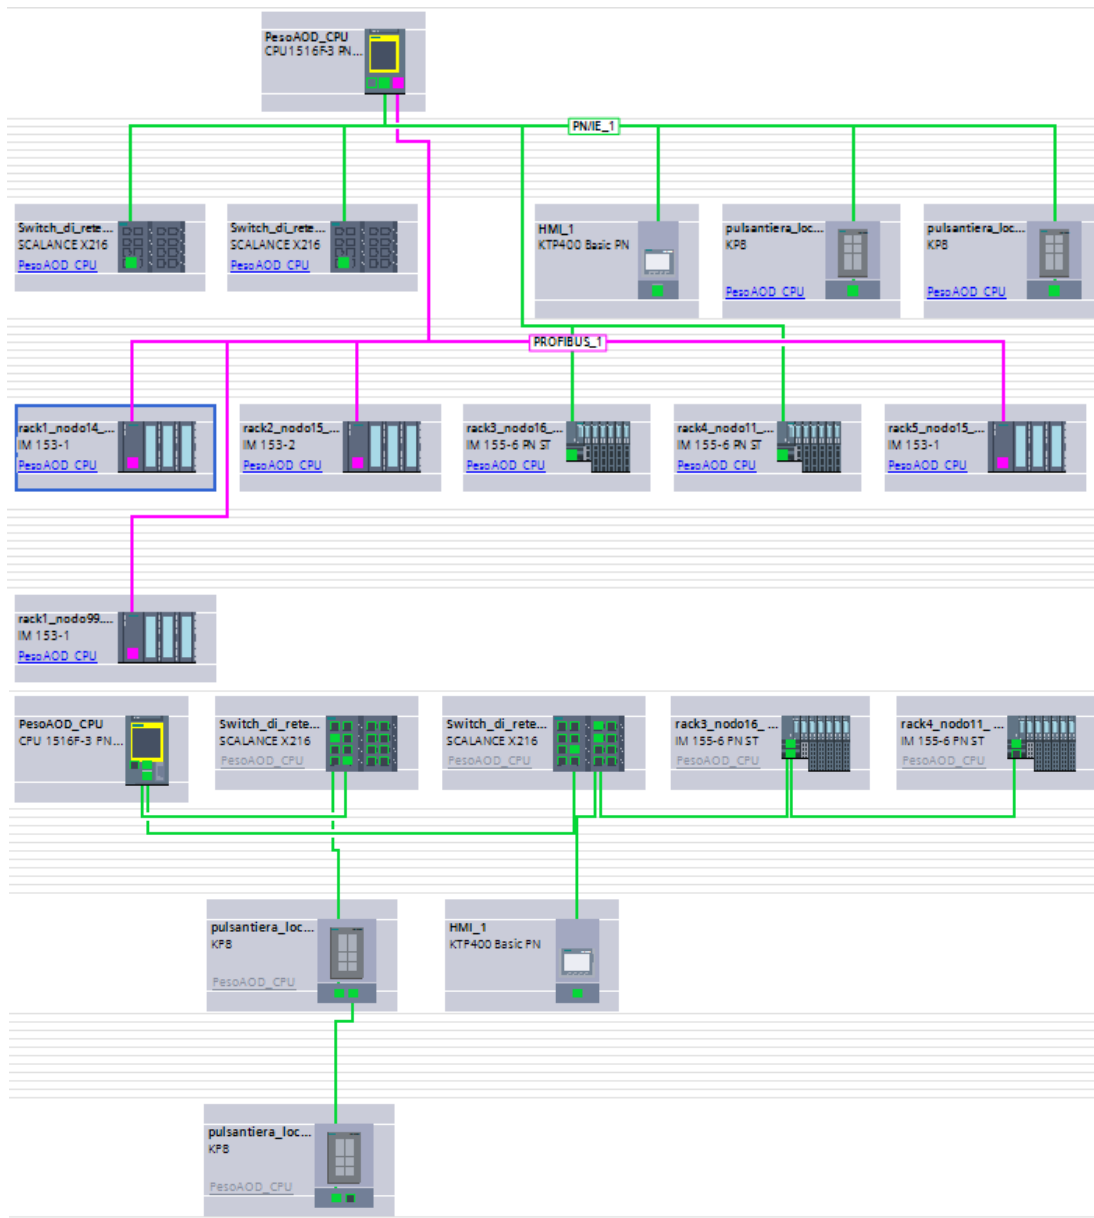 PesoAOD_CPU
CPU1516F-3 PN...
PN/IE_1
Switch_di_rete...
SCALANCE X216
PesoAOD_CPU
Switch_di_rete...
SCALANCE X216
PesoAOD_CPU
HMI_1
KTP400 Basic PN
pulsantiera_loc...
KP8
PesoAOD_CPU
pulsantiera_loc...
KP8
PesoAOD_CPU
PROFIBUS_1
rack1_nodo14_...
IM 153-1
PesoAOD_CPU
rack2_nodo15_...
IM 153-2
PesoAOD_CPU
rack3_nodo16_...
IM 155-6 PN ST
PesoAOD_CPU
rack4_nodo11_...
IM 155-6 PN ST
PesoAOD_CPU
rack5_nodo15_...
IM 153-1
PesoAOD_CPU
rack1_nodo99....
IM 153-1
PesoAOD_CPU
PesoAOD_CPU
CPU 1516F-3 PN...
Switch_di_rete...
SCALANCE X216
PesoAOD_CPU
Switch_di_rete...
SCALANCE X216
PesoAOD_CPU
rack3_nodo16_ ...
IM 155-6 PN ST
PesoAOD_CPU
rack4_nodo11_ ...
IM 155-6 PN ST
PesoAOD_CPU
pulsantiera_loc...
KP8
PesoAOD_CPU
HMI_1
KTP400 Basic PN
pulsantiera_loc...
KP8
PesoAOD_CPU